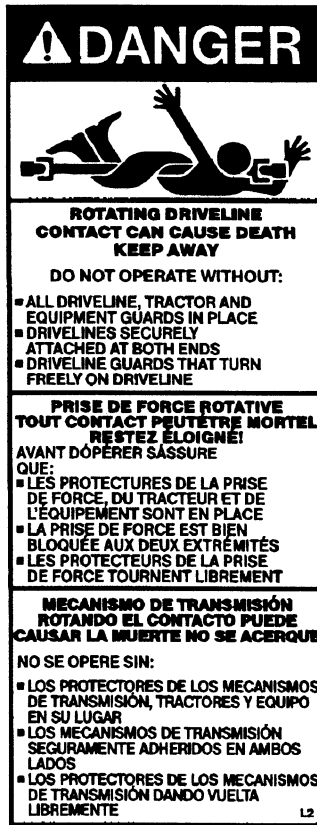 DANGER
ROTATING DRIVELINE
CONTACT CAN CAUSE DEATH
KEEP AWAY
DO NOT OPERATE WITHOUT:
▪ ALL DRIVELINE, TRACTOR AND
EQUIPMENT GUARDS IN PLACE
▪ DRIVELINES SECURELY
ATTACHED AT BOTH ENDS
▪ DRIVELINE GUARDS THAT TURN
FREELY ON DRIVELINE
PRISE DE FORCE ROTATIVE
TOUT CONTACT PEUTÊTRE MORTEL
RESTEZ ÉLOIGNÉ!
AVANT DÓPÉRER SÁSSURE
QUE:
▪ LES PROTECTURES DE LA PRISE
DE FORCE, DU TRACTEUR ET DE
L'ÉQUIPEMENT SONT EN PLACE
▪ LA PRISE DE FORCE EST BIEN
BLOQUÉE AUX DEUX EXTRÉMITÉS
▪ LES PROTECTEURS DE LA PRISE
DE FORCE TOURNENT LIBREMENT
MECANISMO DE TRANSMISIÓN
ROTANDO EL CONTACTO PUEDE
CAUSAR LA MUERTE NO SE ACERQUE
NO SE OPERE SIN:
▪ LOS PROTECTORES DE LOS MECANISMOS
DE TRANSMISIÓN, TRACTORES Y EQUIPO
EN SU LUGAR
▪ LOS MECANISMOS DE TRANSMISIÓN
SEGURAMENTE ADHERIDOS EN AMBOS
LADOS
▪ LOS PROTECTORES DE LOS MECANISMOS
DE TRANSMISIÓN DANDO VUELTA
LIBREMENTE
L2